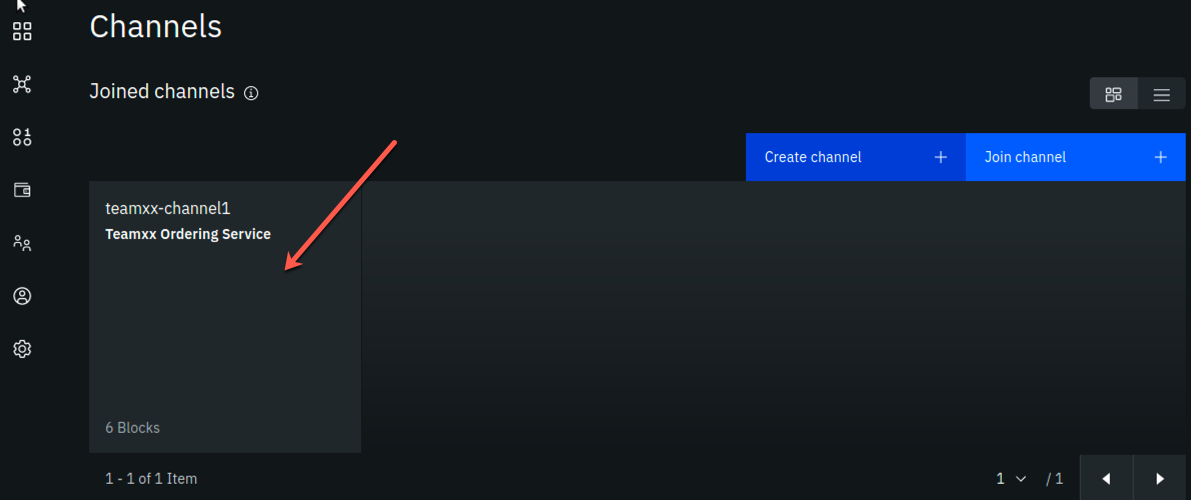 Channels
Joined channels
Create channel
Join channel
teamxx-channel1
Teamxx Ordering Service
6 Blocks
1 - 1 of 1 Item
1 / 1